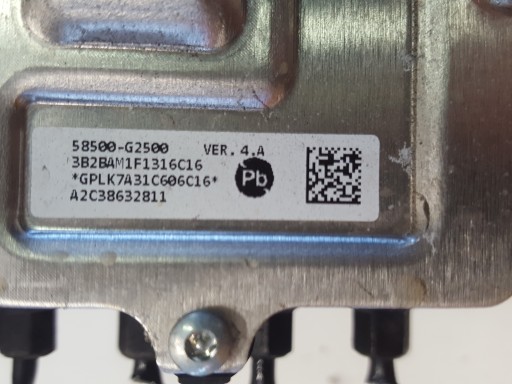 58500-G2500 VER. 4.A
3B2BAM1F1316C16
*GPLK7A31C606C16*
Pb
A2C38632811